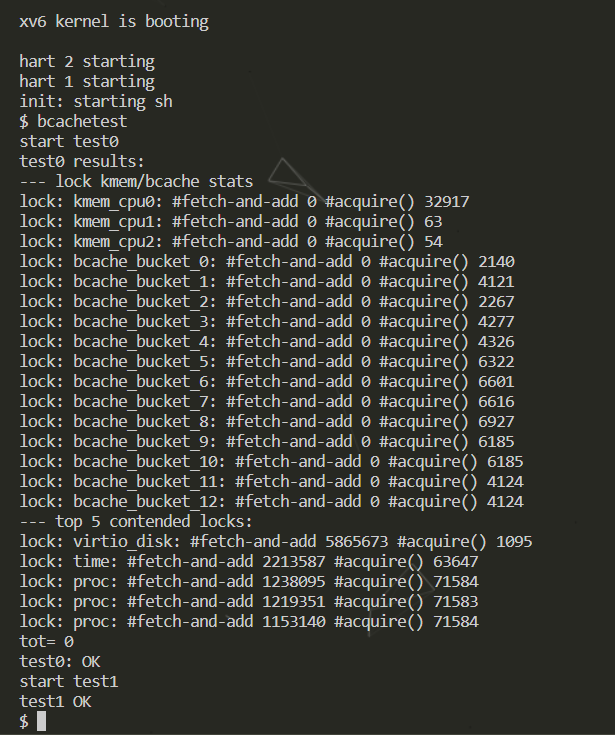 xv6 kernel is booting
hart 2 starting
hart 1 starting
init: starting sh
$ bcachetest
start test0
test0 results:
--- lock kmem/bcache stats
lock: kmem_cpu0: #fetch-and-add 0 #acquire() 32917
lock: kmem_cpu1: #fetch-and-add 0 #acquire() 63
lock: kmem_cpu2: #fetch-and-add 0 #acquire() 54
lock: bcache_bucket_0: #fetch-and-add 0 #acquire() 2140
lock: bcache_bucket_1: #fetch-and-add 0 #acquire() 4121
lock: bcache_bucket_2: #fetch-and-add 0 #acquire() 2267
lock: bcache_bucket_3: #fetch-and-add 0 #acquire() 4277
lock: bcache_bucket_4: #fetch-and-add 0 #acquire() 4326
lock: bcache_bucket_5: #fetch-and-add 0 #acquire() 6322
lock: bcache_bucket_6: #fetch-and-add 0 #acquire() 6601
lock: bcache_bucket_7: #fetch-and-add 0 #acquire() 6616
lock: bcache_bucket_8: #fetch-and-add 0 #acquire() 6927
lock: bcache_bucket_9: #fetch-and-add 0 #acquire() 6185
lock: bcache_bucket_10: #fetch-and-add 0 #acquire() 6185
lock: bcache_bucket_11: #fetch-and-add 0 #acquire() 4124
lock: bcache_bucket_12: #fetch-and-add 0 #acquire() 4124
--- top 5 contended locks:
lock: virtio_disk: #fetch-and-add 5865673 #acquire() 1095
lock: time: #fetch-and-add 2213587 #acquire() 63647
lock: proc: #fetch-and-add 1238095 #acquire() 71584
lock: proc: #fetch-and-add 1219351 #acquire() 71583
lock: proc: #fetch-and-add 1153140 #acquire() 71584
tot= 0
test0: OK
start test1
test1 OK
$